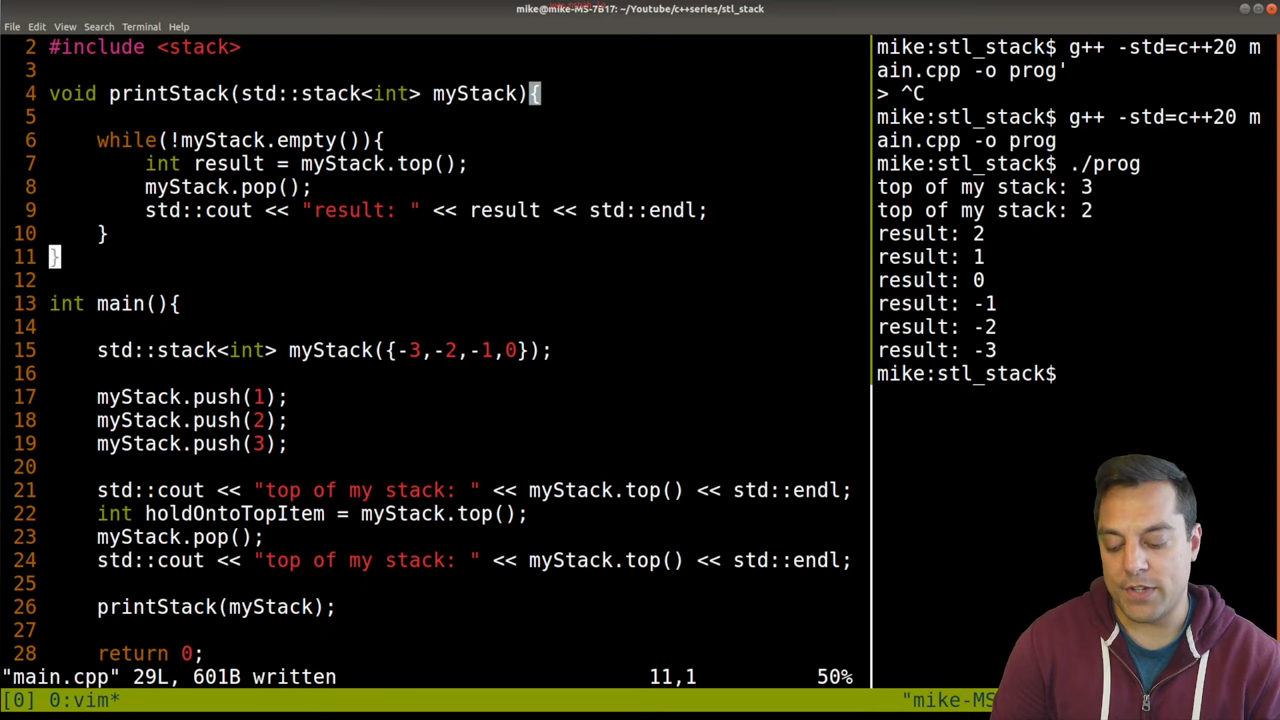 mike@mike-MS-7B17: ~/Youtube/c++series/stl_stack
File Edit View Search Terminal Help
2 #include <stack>
3
4 void printStack(std::stack<int> myStack){
5
6     while(!myStack.empty()){
7         int result = myStack.top();
8         myStack.pop();
9         std::cout << "result: " << result << std::endl;
10     }
11 }
12
13 int main(){
14
15     std::stack<int> myStack({-3,-2,-1,0});
16
17     myStack.push(1);
18     myStack.push(2);
19     myStack.push(3);
20
21     std::cout << "top of my stack: " << myStack.top() << std::endl;
22     int holdOntoTopItem = myStack.top();
23     myStack.pop();
24     std::cout << "top of my stack: " << myStack.top() << std::endl;
25
26     printStack(myStack);
27
28     return 0;
"main.cpp" 29L, 601B written 11,1 50%
mike:stl_stack$ g++ -std=c++20 m
ain.cpp -o prog'
> ^C
mike:stl_stack$ g++ -std=c++20 m
ain.cpp -o prog
mike:stl_stack$ ./prog
top of my stack: 3
top of my stack: 2
result: 2
result: 1
result: 0
result: -1
result: -2
result: -3
mike:stl_stack$
[0] 0:vim* "mike-MS